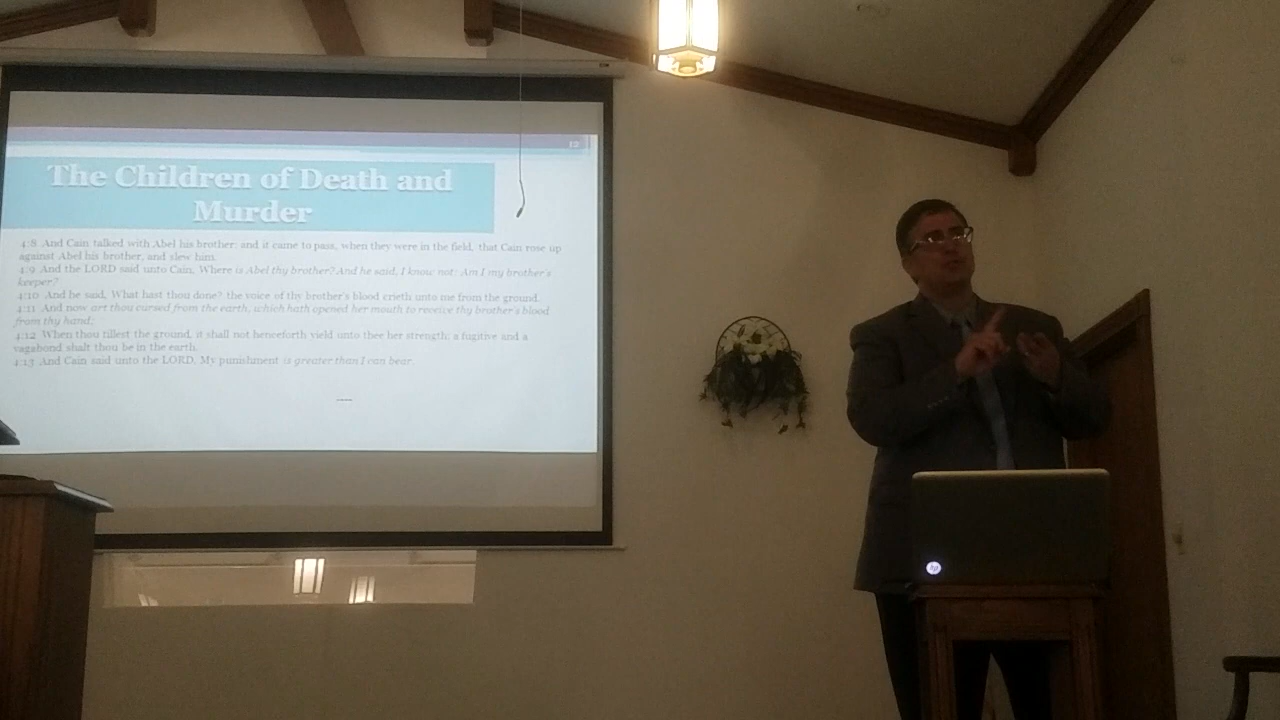 12
The Children of Death and
Murder
4:8 And Cain talked with Abel his brother: and it came to pass, when they were in the field, that Cain rose up
against Abel his brother, and slew him.
4:9 And the LORD said unto Cain, Where is Abel thy brother? And he said, I know not: Am I my brother's
keeper?
4:10 And he said, What hast thou done? the voice of thy brother's blood crieth unto me from the ground.
4:11 And now art thou cursed from the earth, which hath opened her mouth to receive thy brother's blood
from thy hand;
4:12 When thou tillest the ground, it shall not henceforth yield unto thee her strength; a fugitive and a
vagabond shalt thou be in the earth.
4:13 And Cain said unto the LORD, My punishment is greater than I can bear.
hp